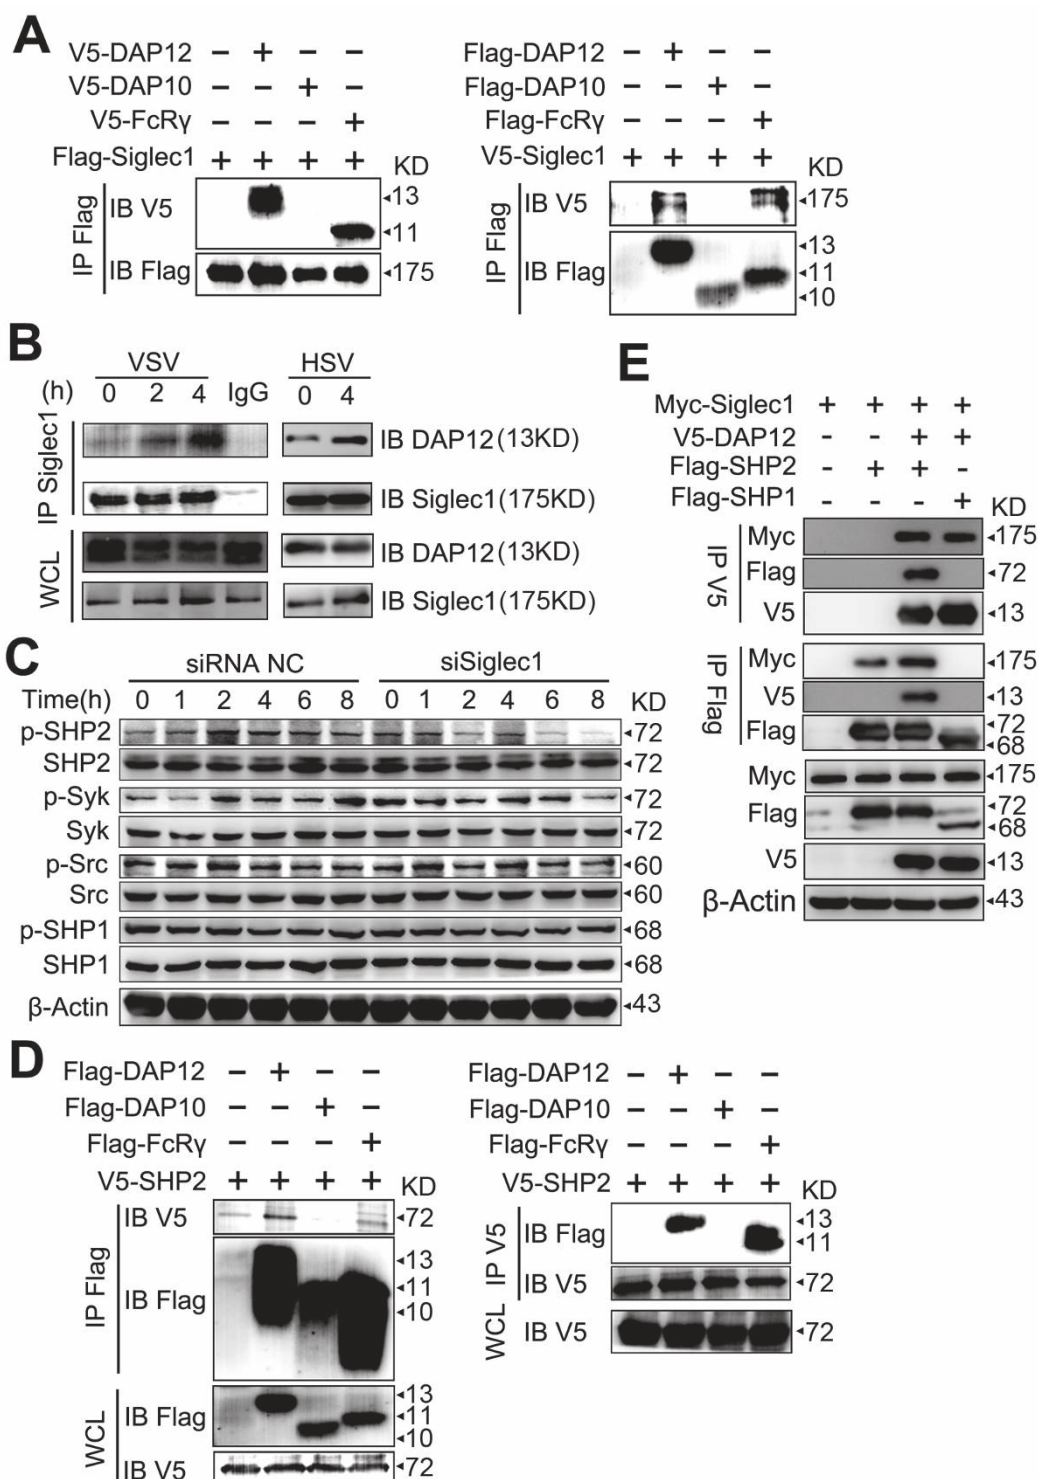 A
V5-DAP12 – + – –
V5-DAP10 – – + –
V5-FcRγ – – – +
Flag-Siglec1 + + + + KD
IP Flag
IB V5 13
11
IB Flag 175
Flag-DAP12 – + – –
Flag-DAP10 – – + –
Flag-FcRγ – – – +
V5-Siglec1 + + + + KD
IP Flag
IB V5 175
IB Flag 13
11
10
B
VSV HSV
(h) 0 2 4 IgG 0 4
IP Siglec1
IB DAP12 (13KD)
IB Siglec1 (175KD)
WCL
IB DAP12 (13KD)
IB Siglec1 (175KD)
C
siRNA NC siSiglec1
Time(h) 0 1 2 4 6 8 0 1 2 4 6 8 KD
p-SHP2 72
SHP2 72
p-Syk 72
Syk 72
p-Src 60
Src 60
p-SHP1 68
SHP1 68
β-Actin 43
D
Flag-DAP12 – + – –
Flag-DAP10 – – + –
Flag-FcRγ – – – +
V5-SHP2 + + + + KD
IP Flag
IB V5 72
IB Flag 13
11
10
WCL
IB Flag 13
11
10
IB V5 72
Flag-DAP12 – + – –
Flag-DAP10 – – + –
Flag-FcRγ – – – +
V5-SHP2 + + + + KD
IP V5
IB Flag 13
11
IB V5 72
WCL
IB V5 72
E
Myc-Siglec1 + + + +
V5-DAP12 - - + +
Flag-SHP2 - + + -
Flag-SHP1 - - - + KD
IP V5
Myc 175
Flag 72
V5 13
IP Flag
Myc 175
V5 13
Flag 72
68
Myc 175
Flag 72
68
V5 13
β-Actin 43